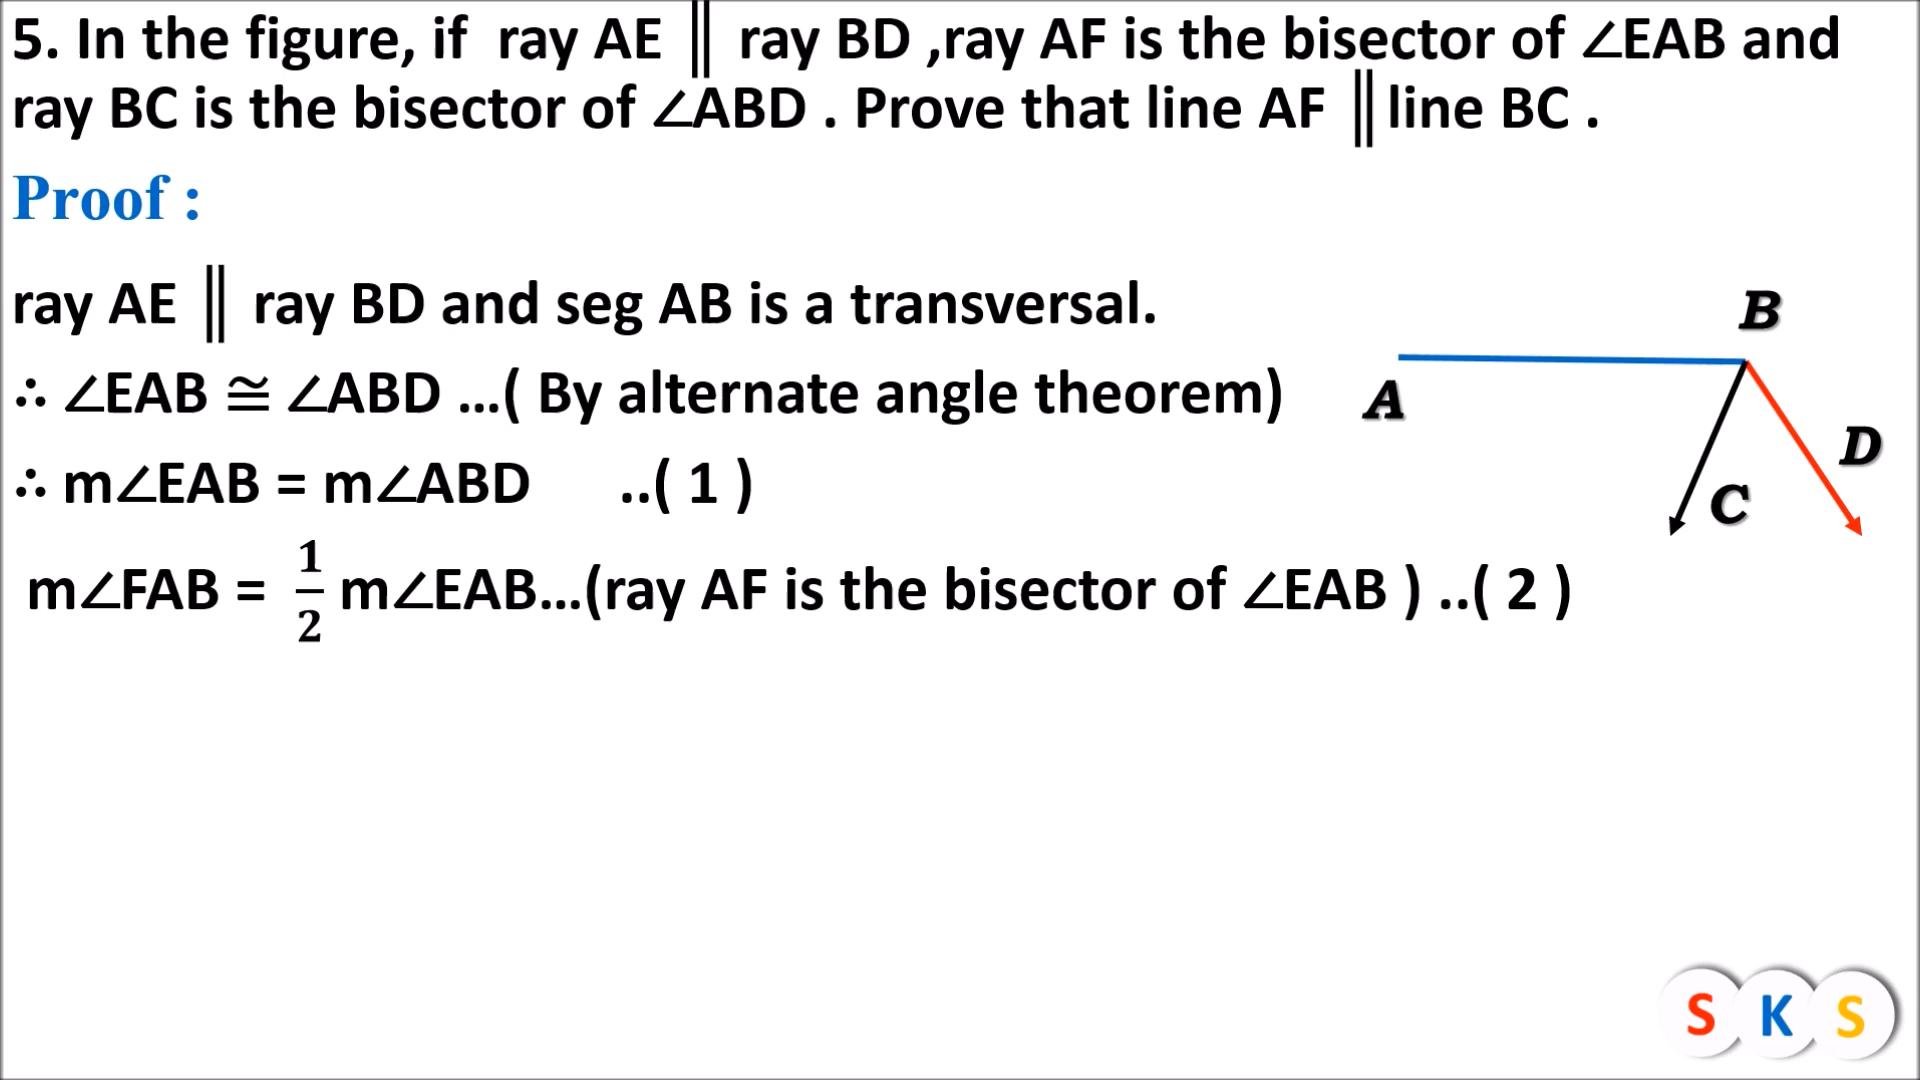 5. In the figure, if ray AE ∥ ray BD ,ray AF is the bisector of ∠EAB and
ray BC is the bisector of ∠ABD . Prove that line AF ∥ line BC .
Proof :
ray AE ∥ ray BD and seg AB is a transversal.
∴ ∠EAB ≅ ∠ABD ...( By alternate angle theorem)
∴ m∠EAB = m∠ABD ..( 1 )
m∠FAB = 1/2 m∠EAB...(ray AF is the bisector of ∠EAB ) ..( 2 )
B
A
D
C
S K S